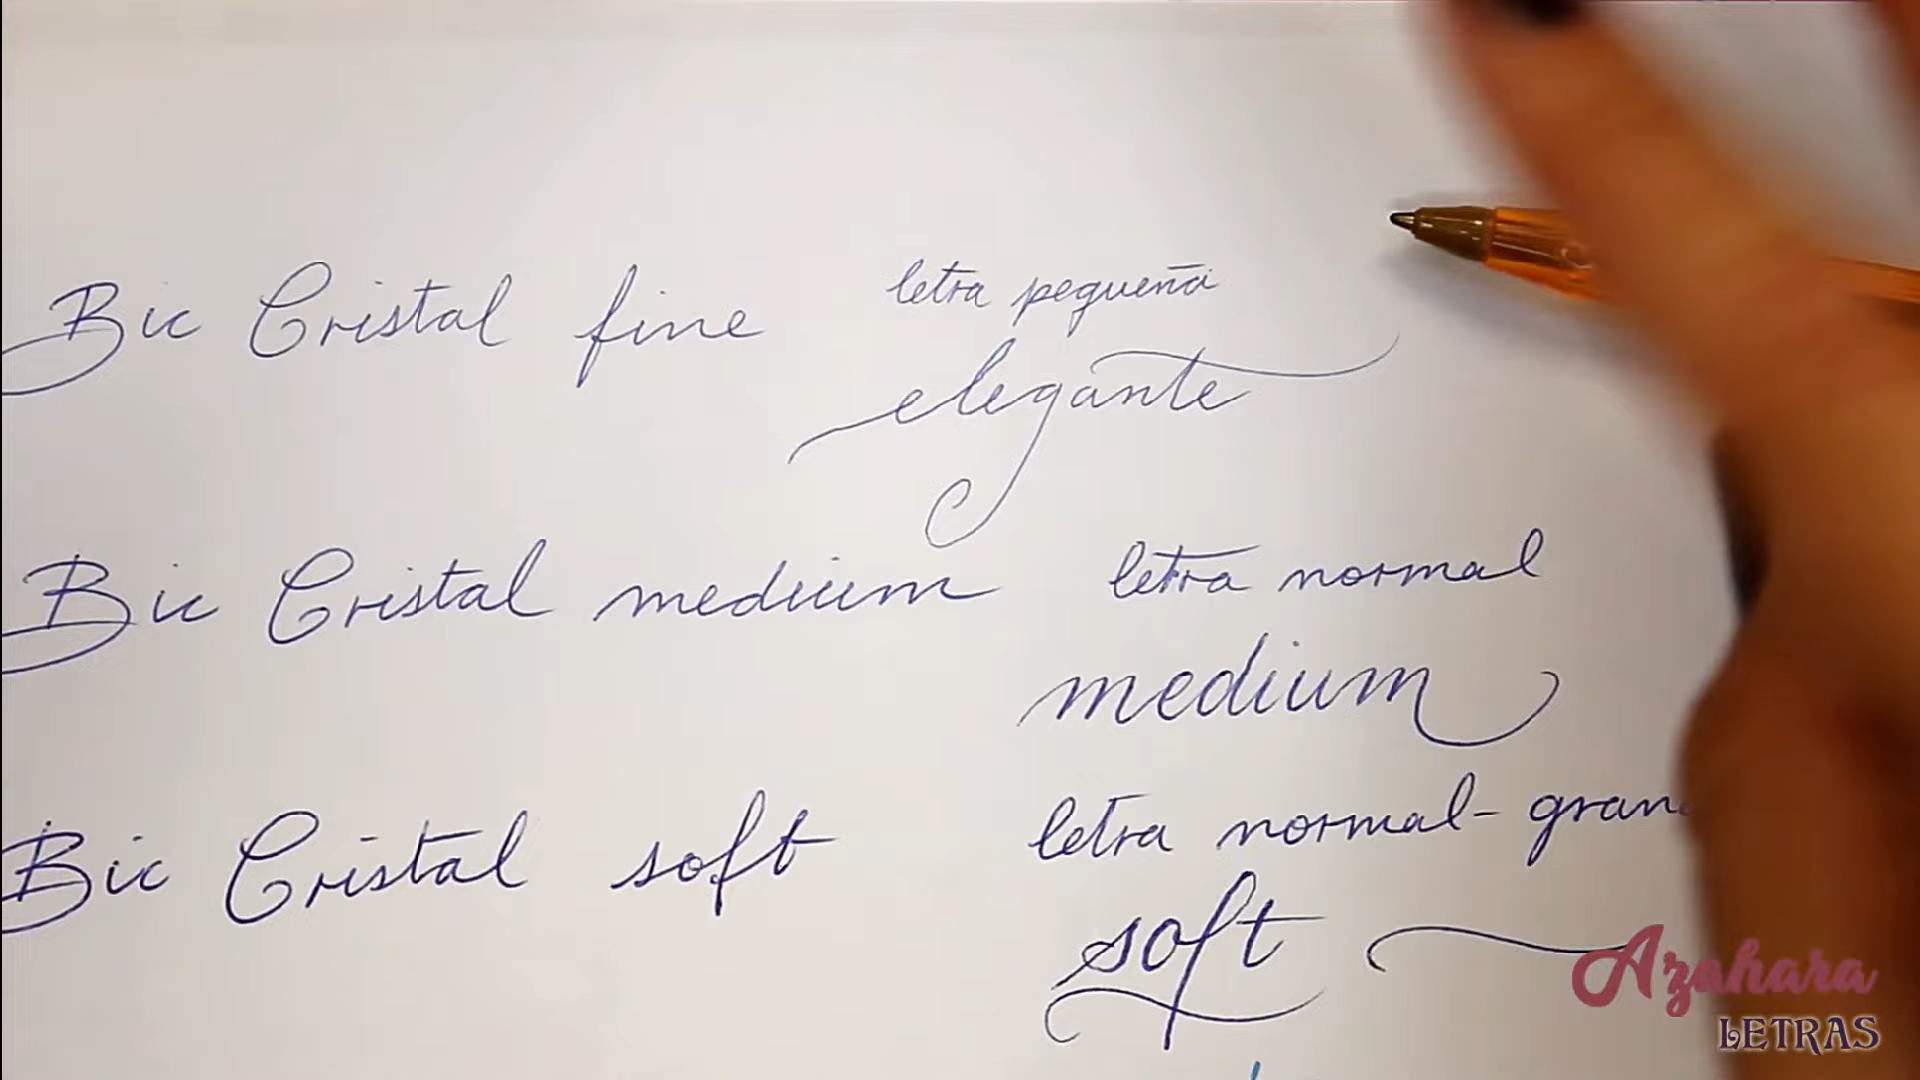 Bic Cristal fine letra pequeña
elegante
Bic Cristal medium letra normal
medium
Bic Cristal soft letra normal-
soft
Azahara
LETRAS